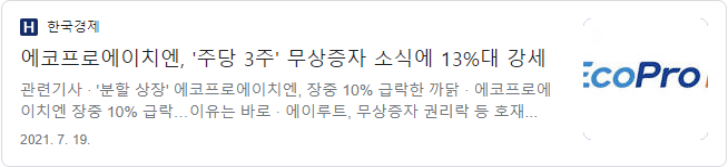 H 한국경제
에코프로에이치엔, '주당 3주' 무상증자 소식에 13%대 강세
관련기사 · '분할 상장' 에코프로에이치엔, 장중 10% 급락한 까닭 · 에코프로에
이치엔 장중 10% 급락…이유는 바로 · 에이루트, 무상증자 권리락 등 호재...
2021. 7. 19.
EcoPro